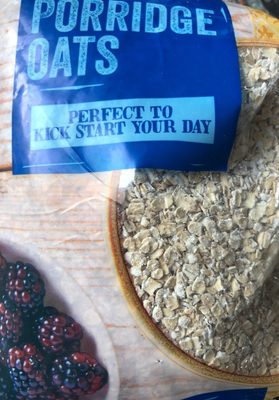 PORRIDGE
OATS
PERFECT TO
KICK START YOUR DAY